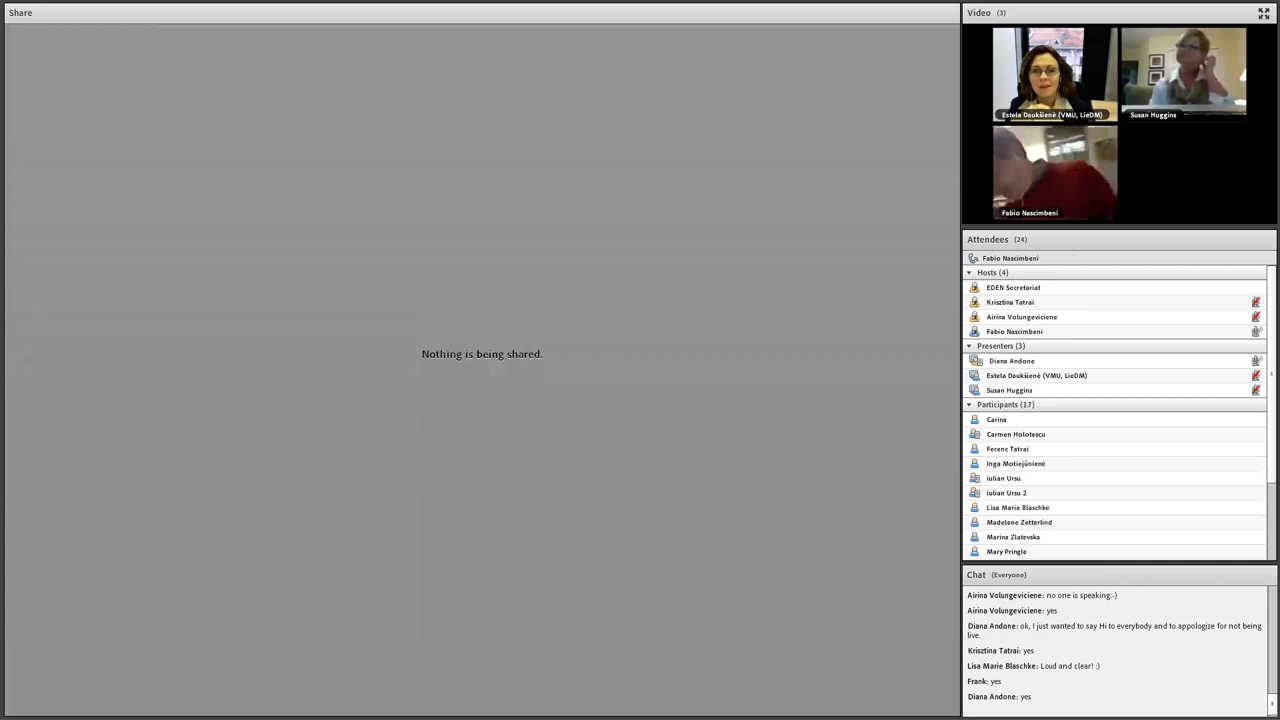 Share
Nothing is being shared.
Video (3)
Estela Daukšienė (VMU, LieDM)
Susan Huggins
Fabio Nascimbeni
Attendees (24)
Fabio Nascimbeni
Hosts (4)
EDEN Secretariat
Krisztina Tatrai
Airina Volungeviciene
Fabio Nascimbeni
Presenters (3)
Diana Andone
Estela Daukšienė (VMU, LieDM)
Susan Huggins
Participants (17)
Carina
Carmen Holotescu
Ferenc Tatrai
Inga Motiejūnienė
iulian Ursu
iulian Ursu 2
Lisa Marie Blaschke
Madelene Zetterlind
Marina Zlatevska
Mary Pringle
Chat (Everyone)
Airina Volungeviciene: no one is speaking:-)
Airina Volungeviciene: yes
Diana Andone: ok, I just wanted to say Hi to everybody and to appologize for not being
live.
Krisztina Tatrai: yes
Lisa Marie Blaschke: Loud and clear! :)
Frank: yes
Diana Andone: yes